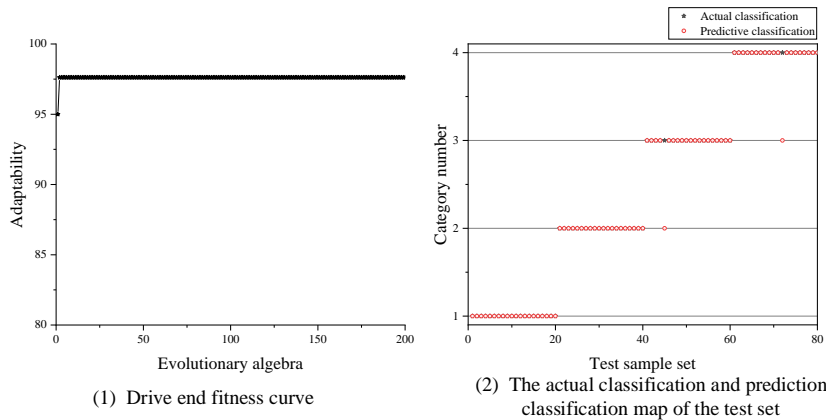 100
95
90
85
80
0
50
100
150
200
Adaptability
Evolutionary algebra
(1) Drive end fitness curve
Actual classification
Predictive classification
4
3
2
1
0
20
40
60
80
Category number
Test sample set
(2) The actual classification and prediction
classification map of the test set